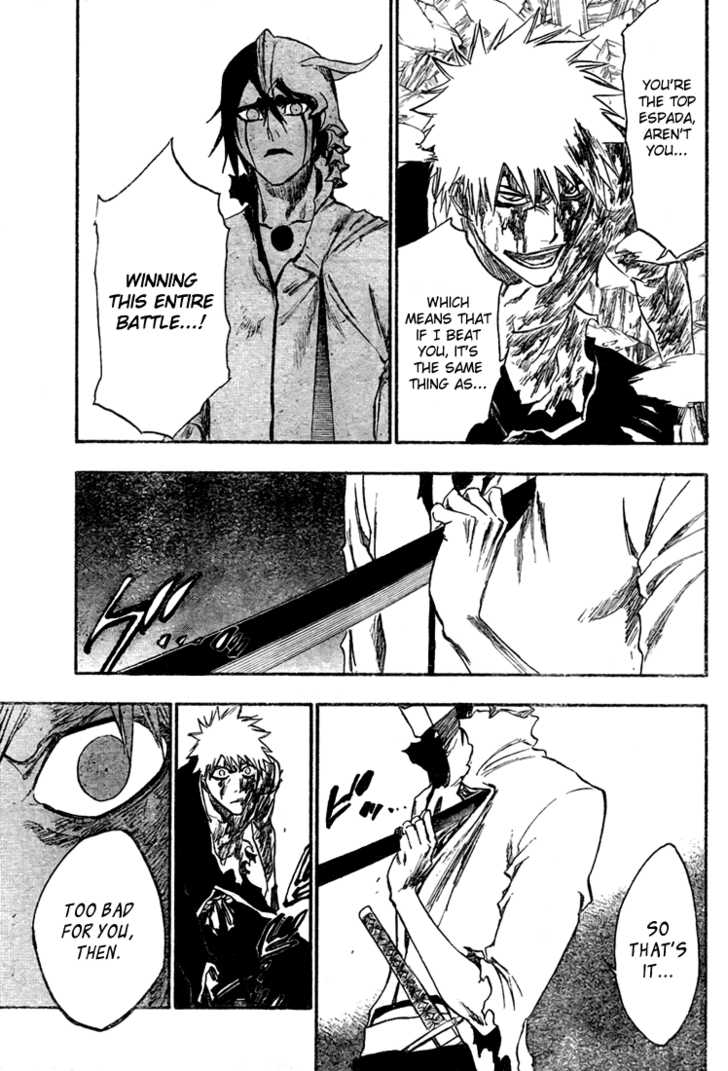 YOU'RE
THE TOP
ESPADA,
AREN'T
YOU...
WHICH
MEANS THAT
IF I BEAT
YOU, IT'S
THE SAME
THING AS...
WINNING
THIS ENTIRE
BATTLE...!
SO
THAT'S
IT...
TOO BAD
FOR YOU,
THEN.